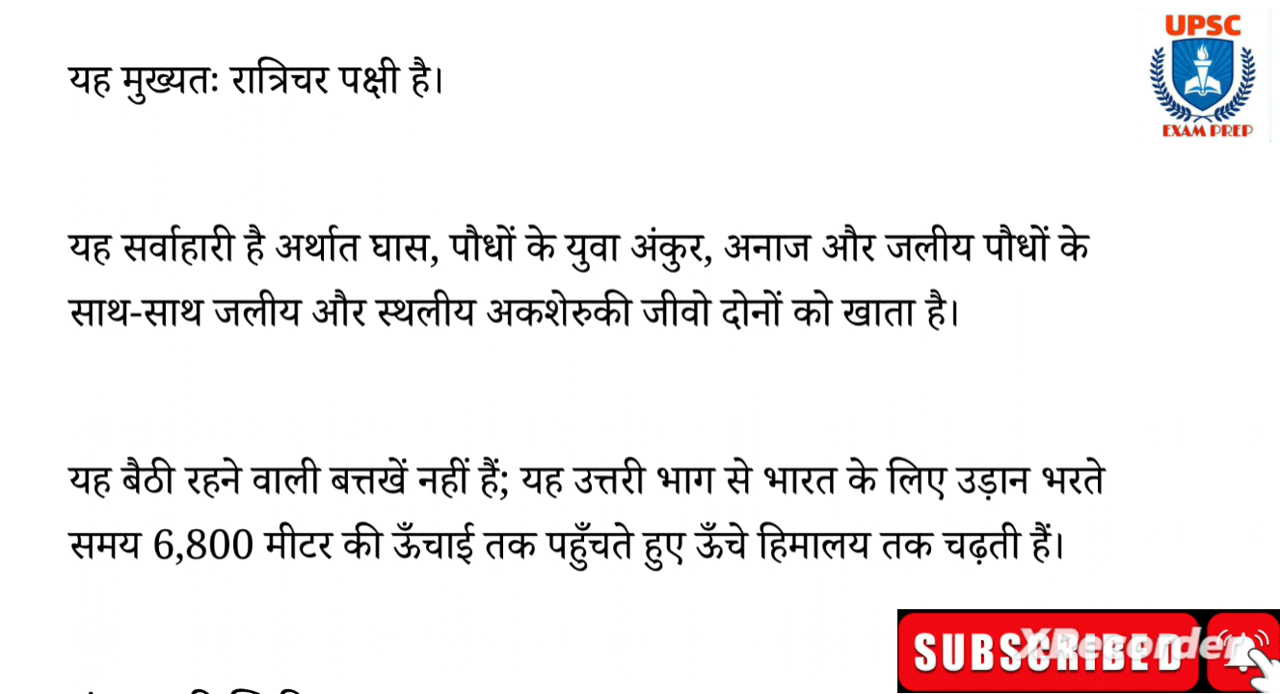 UPSC
EXAM PREP
यह मुख्यतः रात्रिचर पक्षी है।
यह सर्वाहारी है अर्थात घास, पौधों के युवा अंकुर, अनाज और जलीय पौधों के
साथ-साथ जलीय और स्थलीय अकशेरुकी जीवो दोनों को खाता है।
यह बैठी रहने वाली बत्तखें नहीं हैं; यह उत्तरी भाग से भारत के लिए उड़ान भरते
समय 6,800 मीटर की ऊँचाई तक पहुँचते हुए ऊँचे हिमालय तक चढ़ती हैं।
SUBSCRIBED
XRecorder